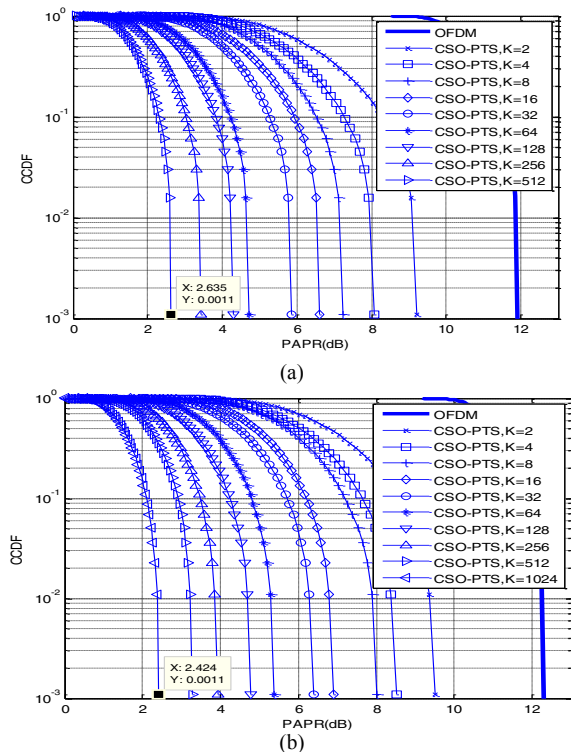 10^0
10^-1
10^-2
10^-3
CCDF
0 2 4 6 8 10 12
PAPR(dB)
OFDM
CSO-PTS,K=2
CSO-PTS,K=4
CSO-PTS,K=8
CSO-PTS,K=16
CSO-PTS,K=32
CSO-PTS,K=64
CSO-PTS,K=128
CSO-PTS,K=256
CSO-PTS,K=512
X: 2.635
Y: 0.0011
(a)
10^0
10^-1
10^-2
10^-3
CCDF
0 2 4 6 8 10 12
PAPR(dB)
OFDM
CSO-PTS,K=2
CSO-PTS,K=4
CSO-PTS,K=8
CSO-PTS,K=16
CSO-PTS,K=32
CSO-PTS,K=64
CSO-PTS,K=128
CSO-PTS,K=256
CSO-PTS,K=512
CSO-PTS,K=1024
X: 2.424
Y: 0.0011
(b)